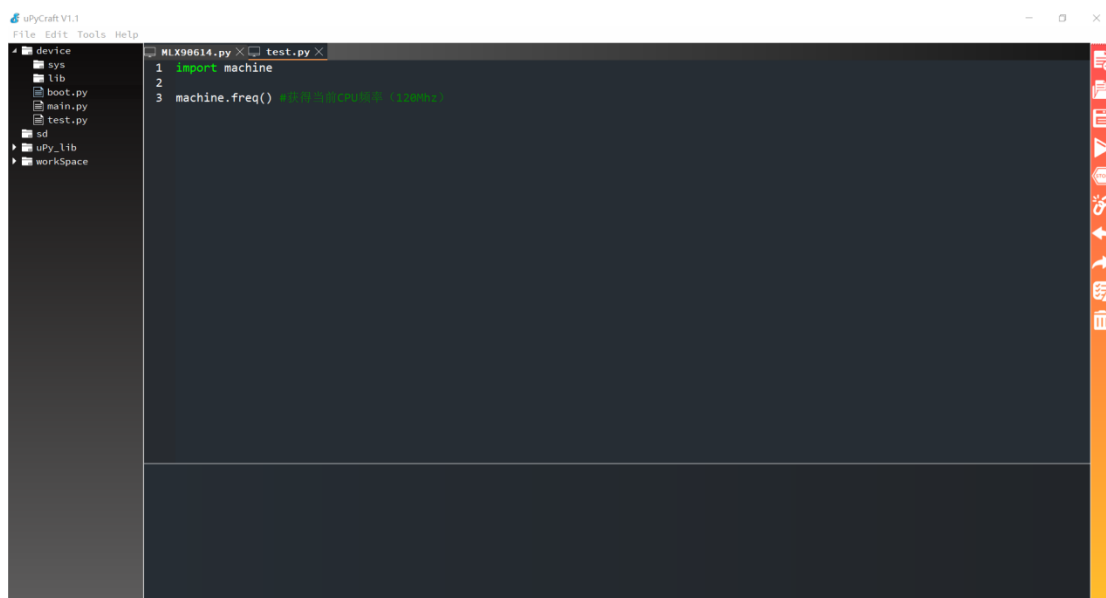 uPyCraft V1.1
File Edit Tools Help
device
sys
lib
boot.py
main.py
test.py
sd
uPy_lib
workSpace
MLX90614.py test.py
1 import machine
2
3 machine.freq() #获得当前CPU频率（120Mhz）
STOP